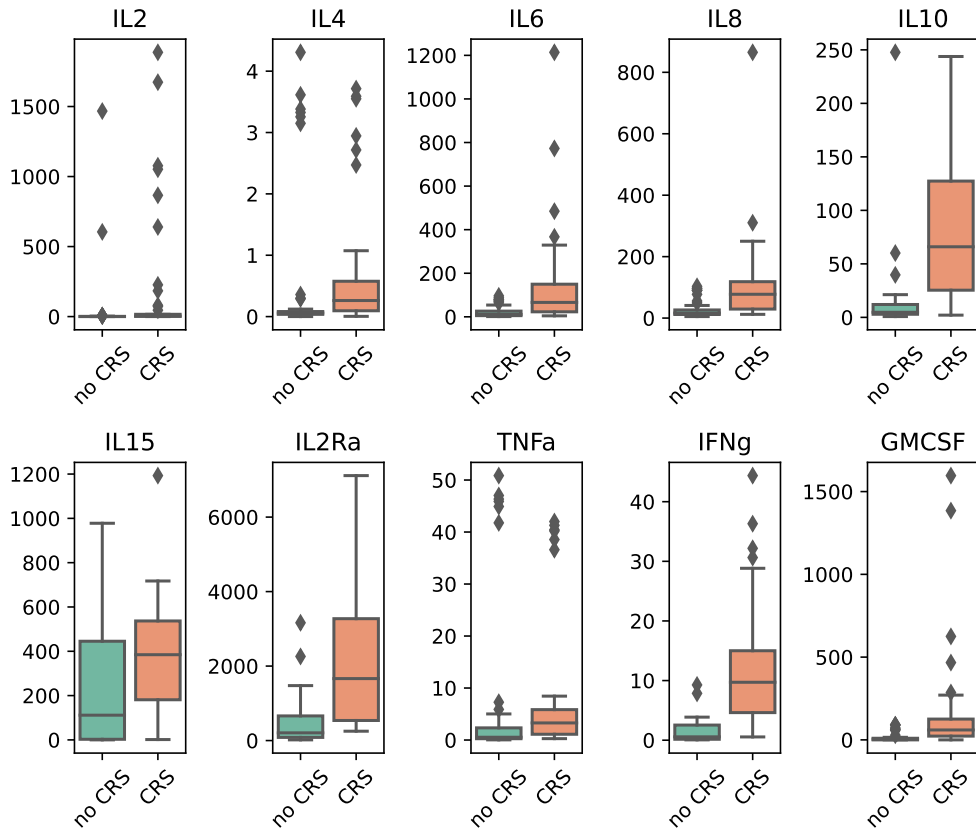 IL2 IL4 IL6 IL8 IL10
1500
1000
500
0
no CRS
CRS
4
3
2
1
0
no CRS
CRS
1200
1000
800
600
400
200
0
no CRS
CRS
800
600
400
200
0
no CRS
CRS
250
200
150
100
50
0
no CRS
CRS
IL15 IL2Ra TNFa IFNg GMCSF
1200
1000
800
600
400
200
0
no CRS
CRS
6000
4000
2000
0
no CRS
CRS
50
40
30
20
10
0
no CRS
CRS
40
30
20
10
0
no CRS
CRS
1500
1000
500
0
no CRS
CRS